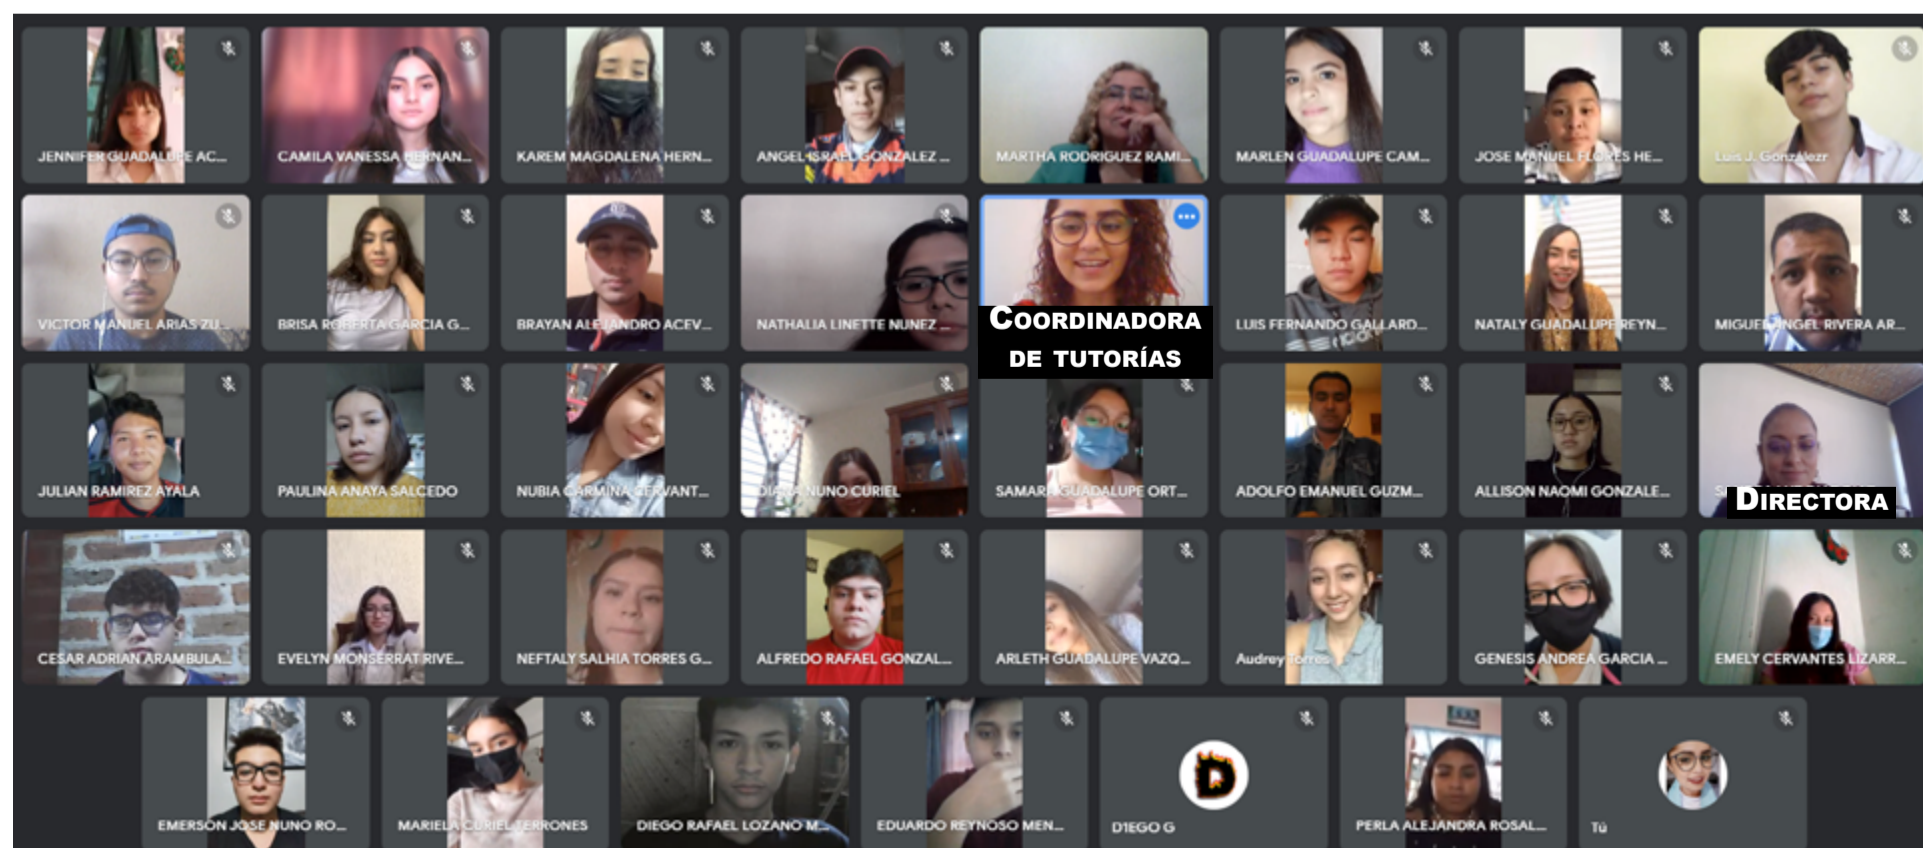 JENNIFER GUADALUPE AC...
CAMILA VANESSA HERNAN...
KAREM MAGDALENA HERN...
ANGEL ISRAEL GONZALEZ ...
MARTHA RODRIGUEZ RAMI...
MARLEN GUADALUPE CAM...
JOSE MANUEL FLORES HE...
Luis J. Gonzálezr
VICTOR MANUEL ARIAS ZU...
BRISA ROBERTA GARCIA G...
BRAYAN ALEJANDRO ACEV...
NATHALIA LINETTE NUNEZ ...
COORDINADORA
DE TUTORÍAS
LUIS FERNANDO GALLARD...
NATALY GUADALUPE REYN...
MIGUEL ANGEL RIVERA AR...
JULIAN RAMIREZ AYALA
PAULINA ANAYA SALCEDO
NUBIA CARMINA CERVANT...
DIANA NUNO CURIEL
SAMARA GUADALUPE ORT...
ADOLFO EMANUEL GUZM...
ALLISON NAOMI GONZALE...
DIRECTORA
CESAR ADRIAN ARAMBULA...
EVELYN MONSERRAT RIVE...
NEFTALY SALHIA TORRES G...
ALFREDO RAFAEL GONZAL...
ARLETH GUADALUPE VAZQ...
Audrey Torres
GENESIS ANDREA GARCIA ...
EMELY CERVANTES LIZARR...
EMERSON JOSE NUNO RO...
MARIELA CURIEL TERRONES
DIEGO RAFAEL LOZANO M...
EDUARDO REYNOSO MEN...
D
D1EGO G
PERLA ALEJANDRA ROSAL...
Tú